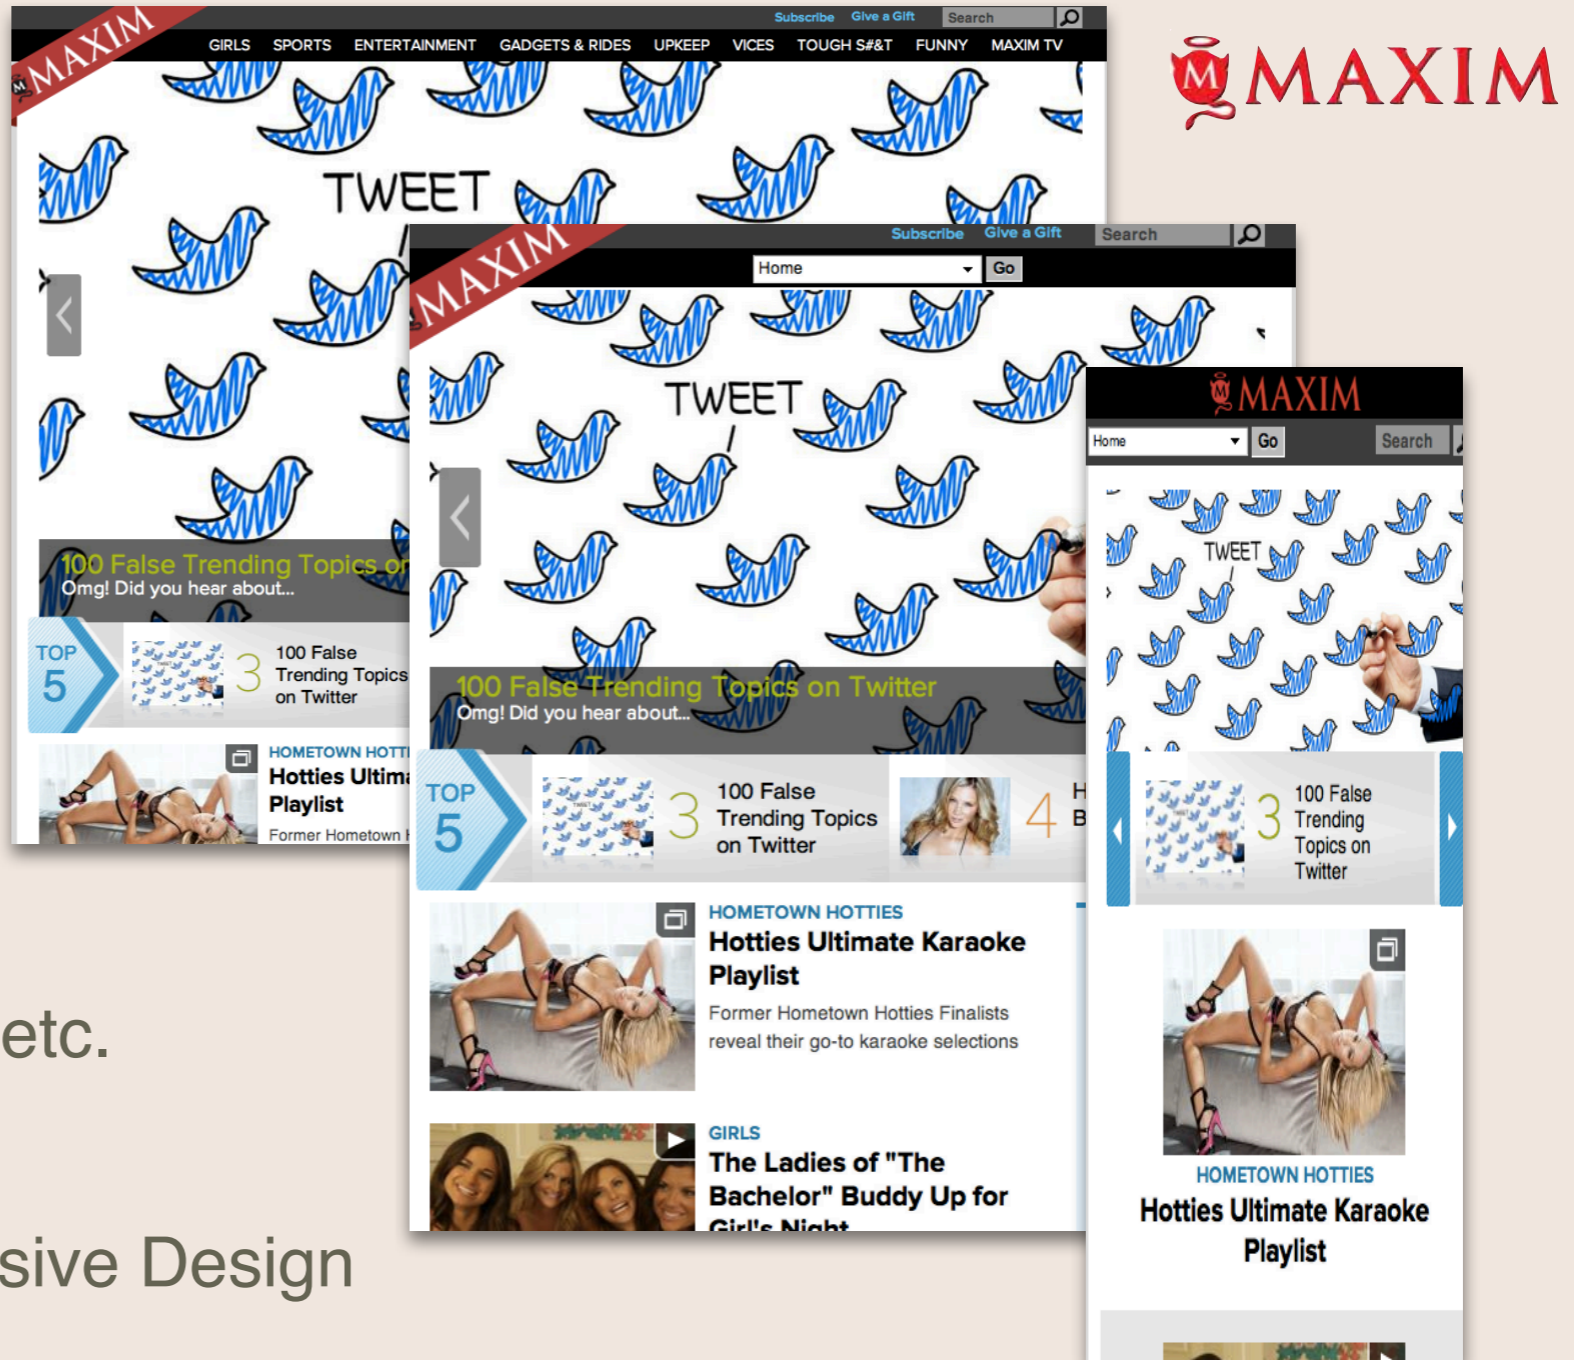 MAXIM
Subscribe Give a Gift Search
GIRLS SPORTS ENTERTAINMENT GADGETS & RIDES UPKEEP VICES TOUGH S#&T FUNNY MAXIM TV
TWEET
100 False Trending Topics on
Omg! Did you hear about...
TOP
5
3
100 False
Trending Topics
on Twitter
HOMETOWN
Hotties
Playlist
Former Hometown
MAXIM
MAXIM
Subscribe Give a Gift Search
Home Go
TWEET
100 False Trending Topics on Twitter
Omg! Did you hear about...
TOP
5
3
100 False
Trending Topics
on Twitter
4
H
B
HOMETOWN HOTTIES
Hotties Ultimate Karaoke
Playlist
Former Hometown Hotties Finalists
reveal their go-to karaoke selections
GIRLS
The Ladies of "The
Bachelor" Buddy Up for
Girl's Night
MAXIM
Home Go Search
TWEET
3
100 False
Trending
Topics on
Twitter
HOMETOWN HOTTIES
Hotties Ultimate Karaoke
Playlist
etc.
sive Design